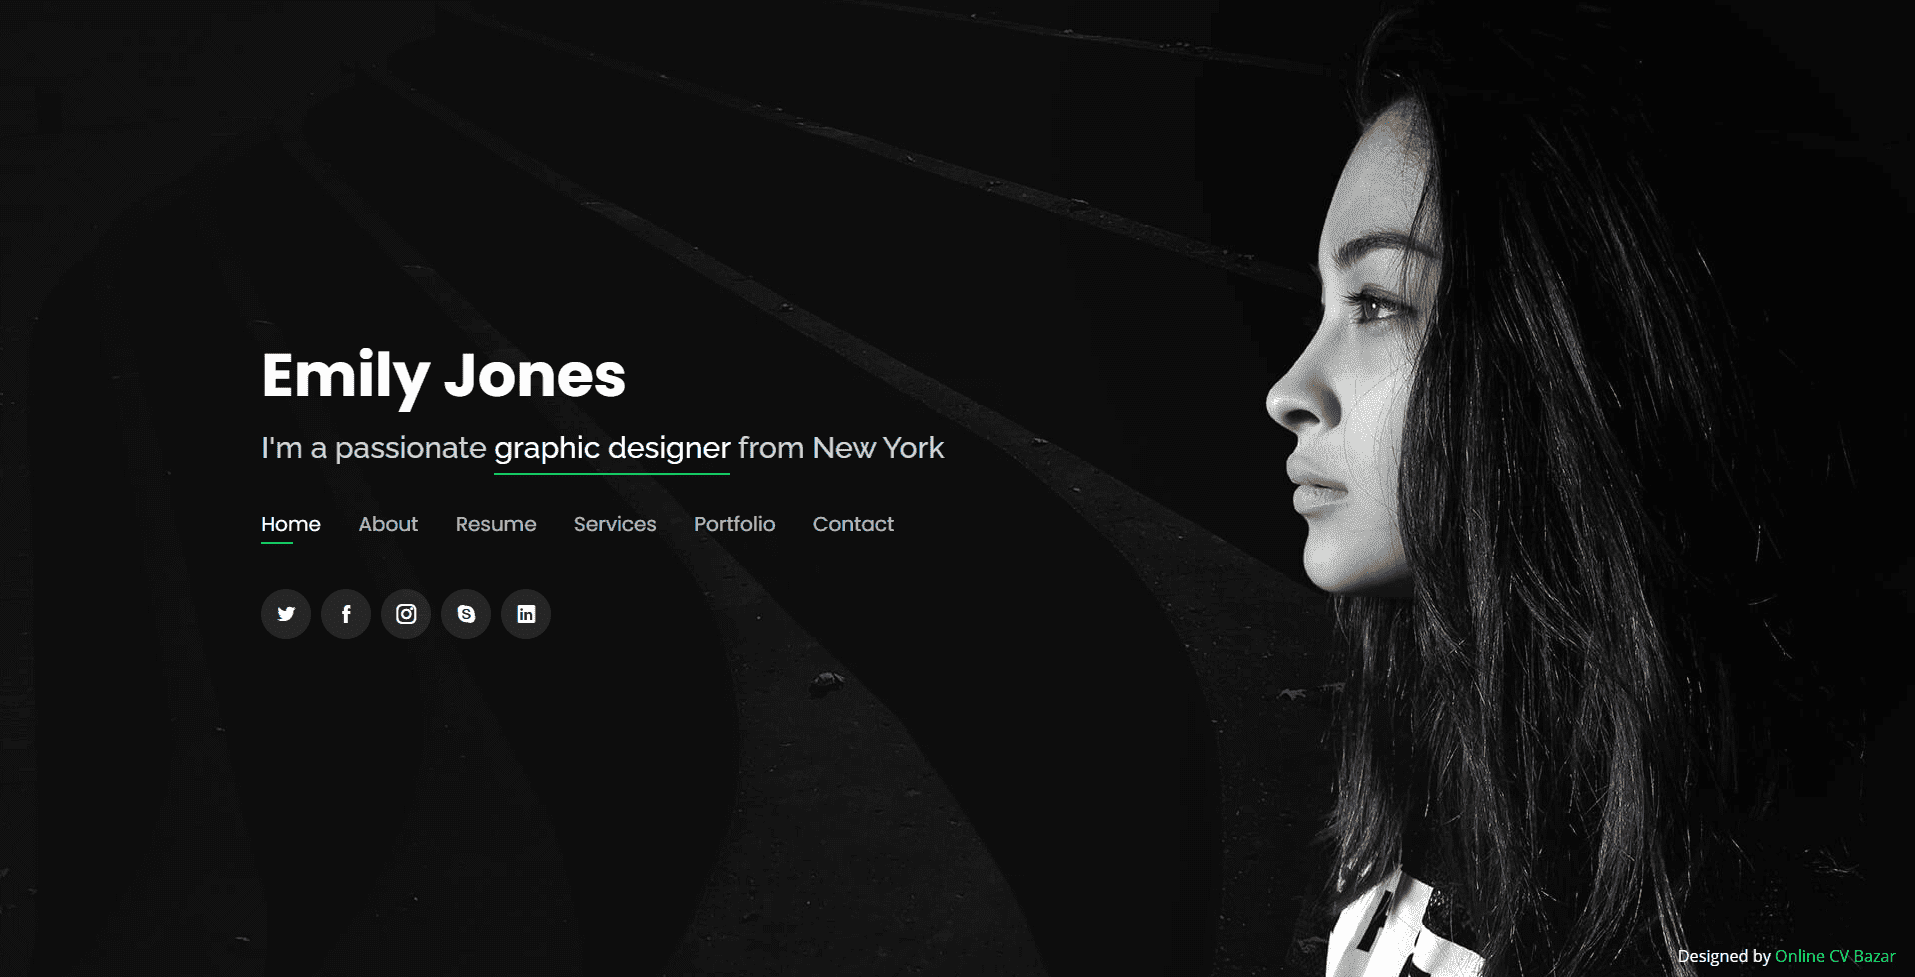 Emily Jones
I'm a passionate graphic designer from New York
Home About Resume Services Portfolio Contact
Designed by Online CV Bazar